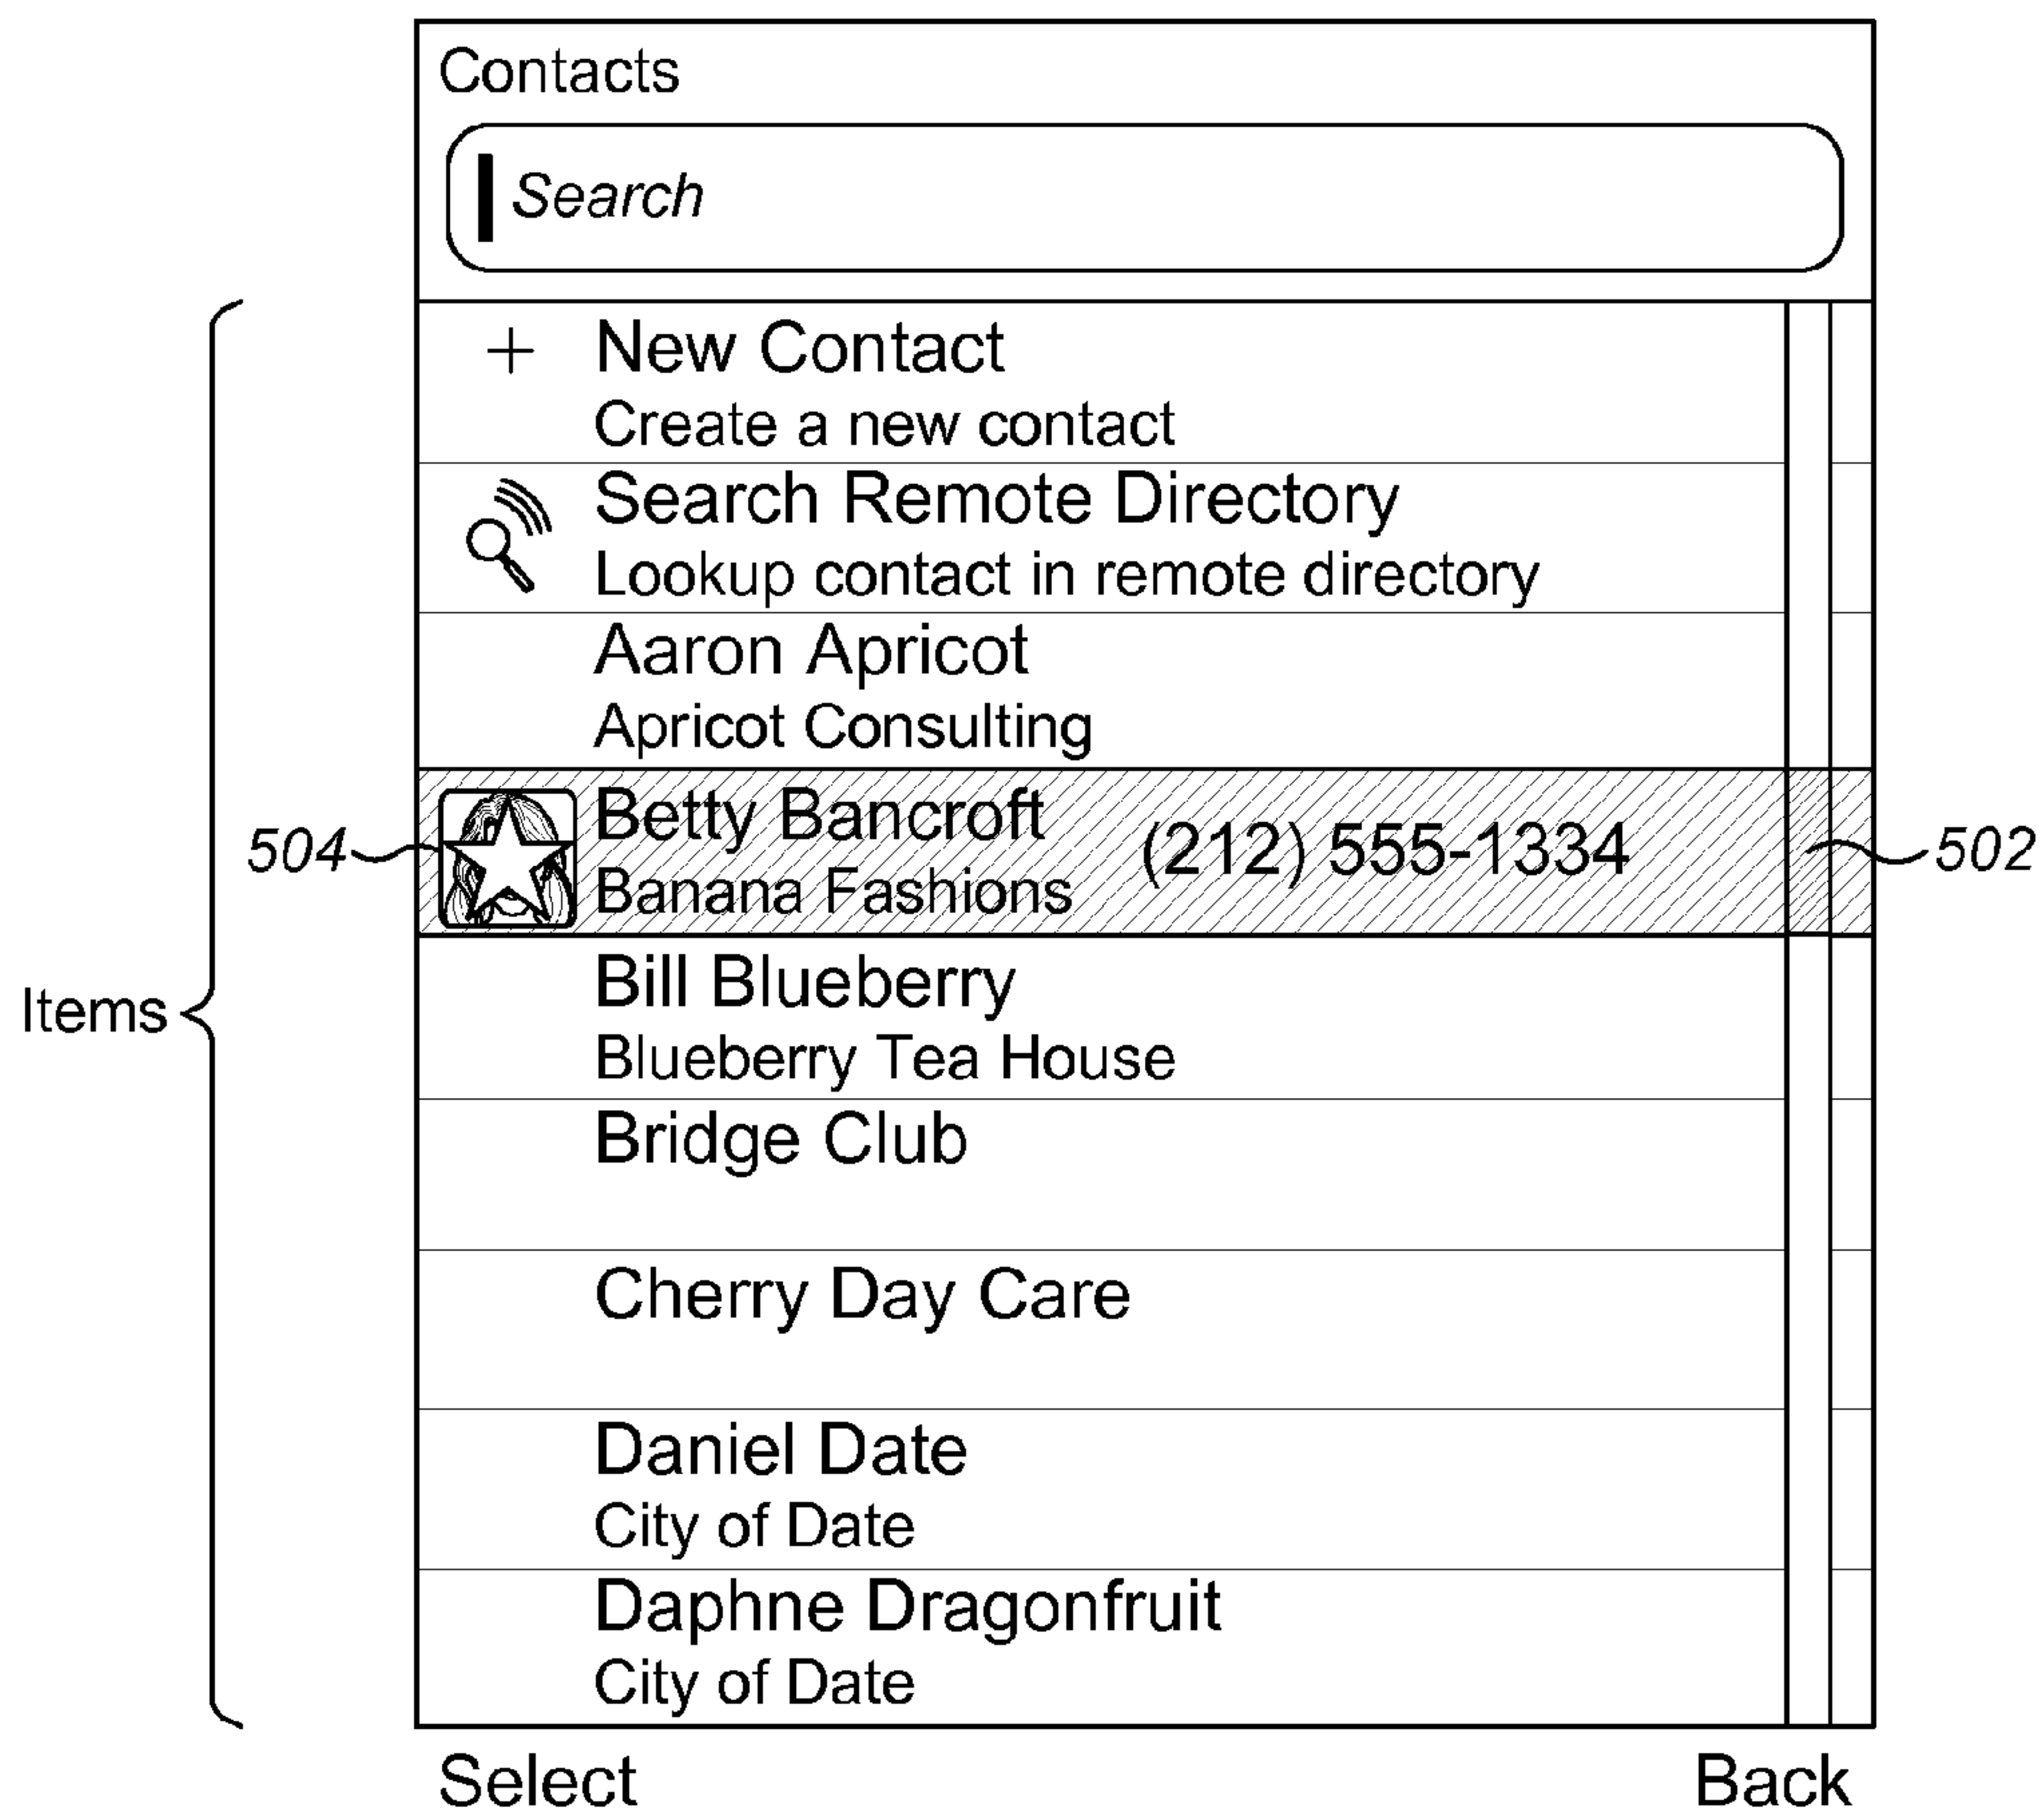 Contacts
Search
+ New Contact
Create a new contact
Search Remote Directory
Lookup contact in remote directory
Aaron Apricot
Apricot Consulting
504
Betty Bancroft
(212) 555-1334
Banana Fashions
502
Items
Bill Blueberry
Blueberry Tea House
Bridge Club
Cherry Day Care
Daniel Date
City of Date
Daphne Dragonfruit
City of Date
Select
Back